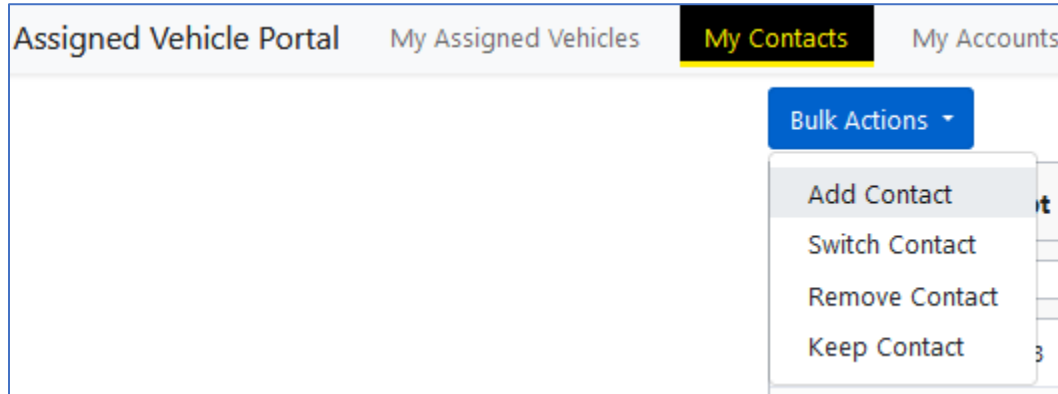 Assigned Vehicle Portal My Assigned Vehicles My Contacts My Accounts
Bulk Actions
Add Contact
Switch Contact
Remove Contact
Keep Contact